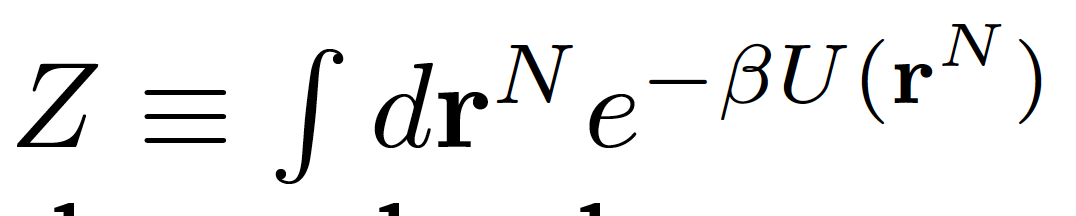 Z ≡ ∫ d𝐫^N e^{−βU(𝐫^N)}